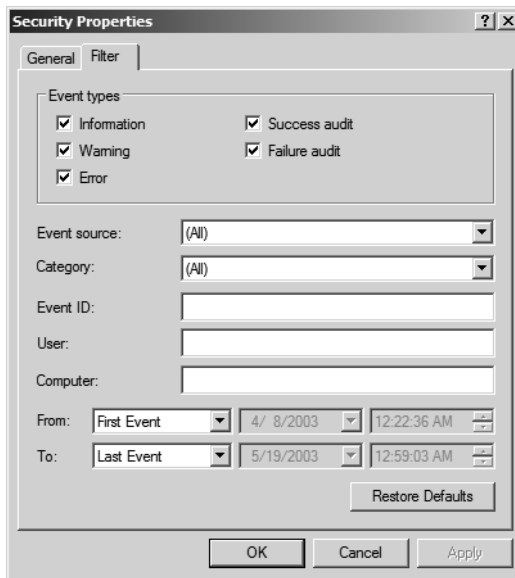 Security Properties
General Filter
Event types
Information Success audit
Warning Failure audit
Error
Event source: (All)
Category: (All)
Event ID:
User:
Computer:
From: First Event 4/ 8/2003 12:22:36 AM
To: Last Event 5/19/2003 12:59:03 AM
Restore Defaults
OK Cancel Apply